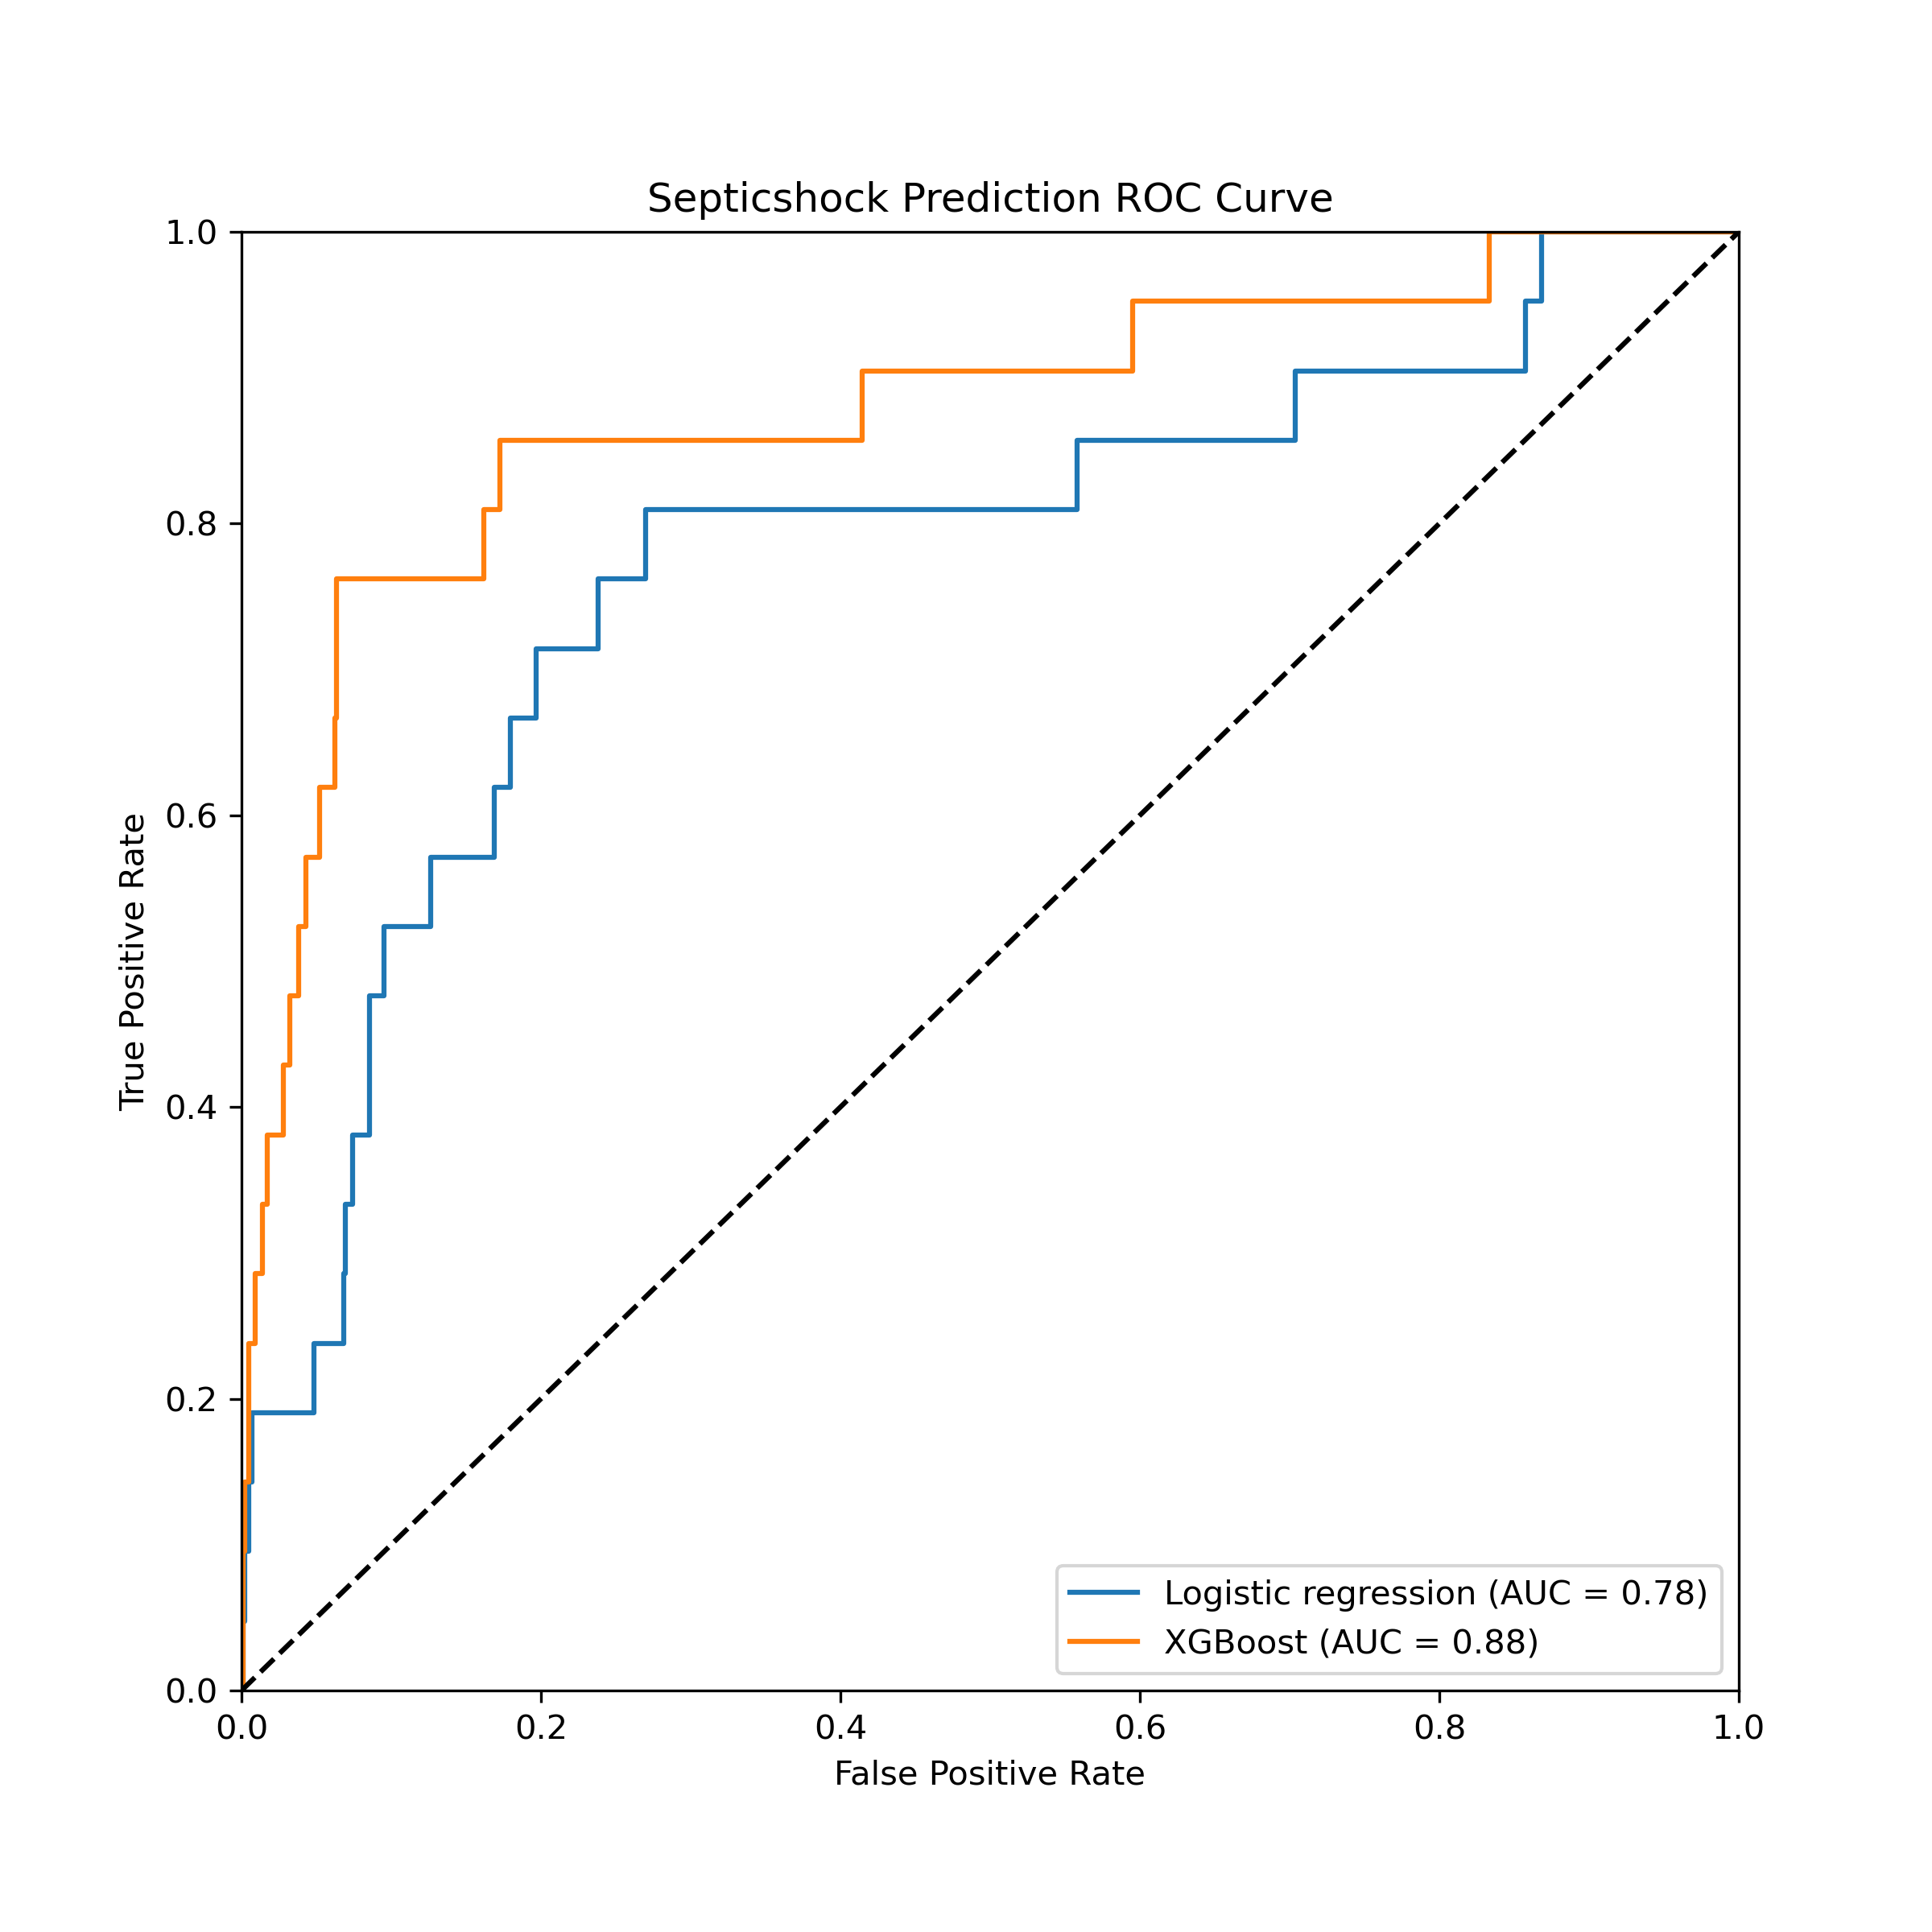 Septicshock Prediction ROC Curve
1.0
0.8
0.6
0.4
0.2
0.0
True Positive Rate
0.0 0.2 0.4 0.6 0.8 1.0
False Positive Rate
Logistic regression (AUC = 0.78)
XGBoost (AUC = 0.88)